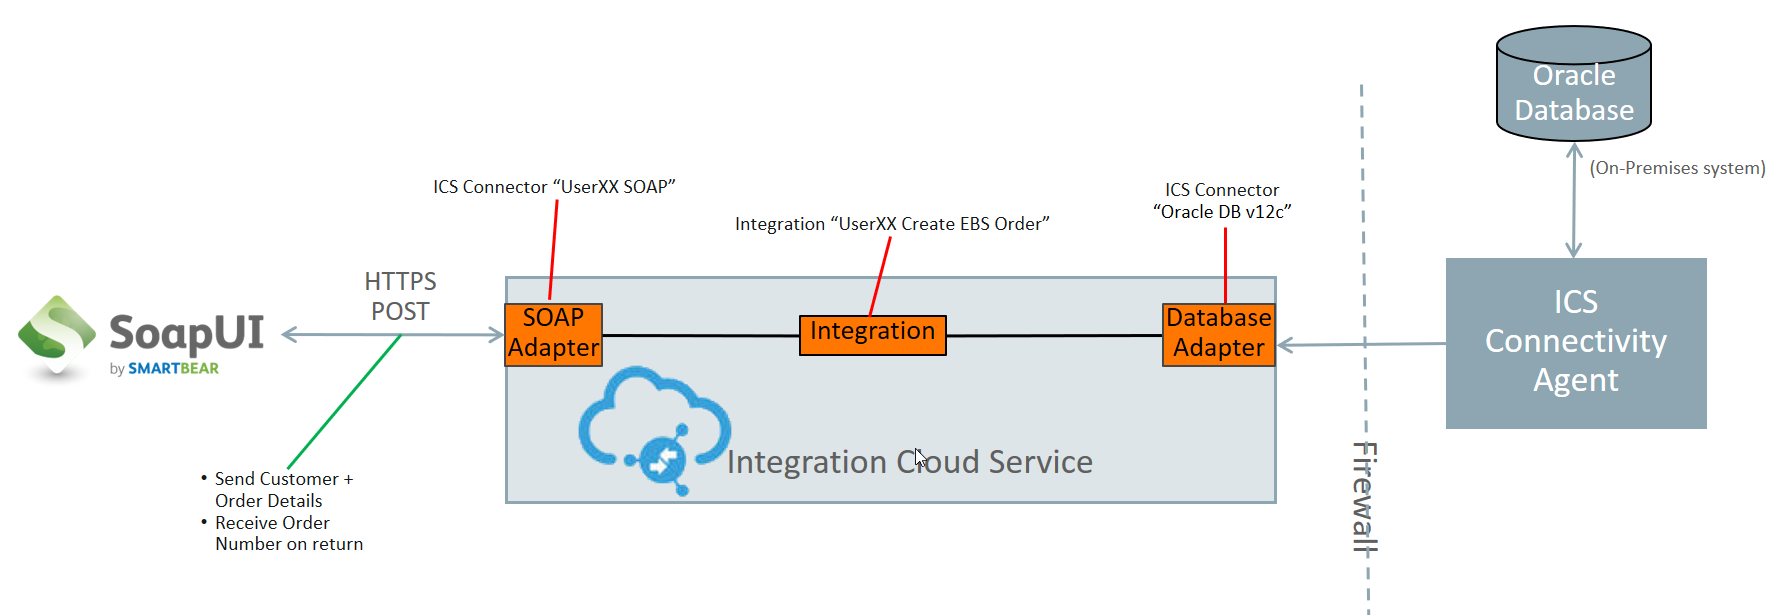 Oracle
Database
(On-Premises system)
ICS Connector “UserXX SOAP”
Integration “UserXX Create EBS Order”
ICS Connector
“Oracle DB v12c”
HTTPS
POST
SoapUI
by SMARTBEAR
SOAP
Adapter
Integration
Database
Adapter
ICS
Connectivity
Agent
Integration Cloud Service
Firewall
• Send Customer +
Order Details
• Receive Order
Number on return